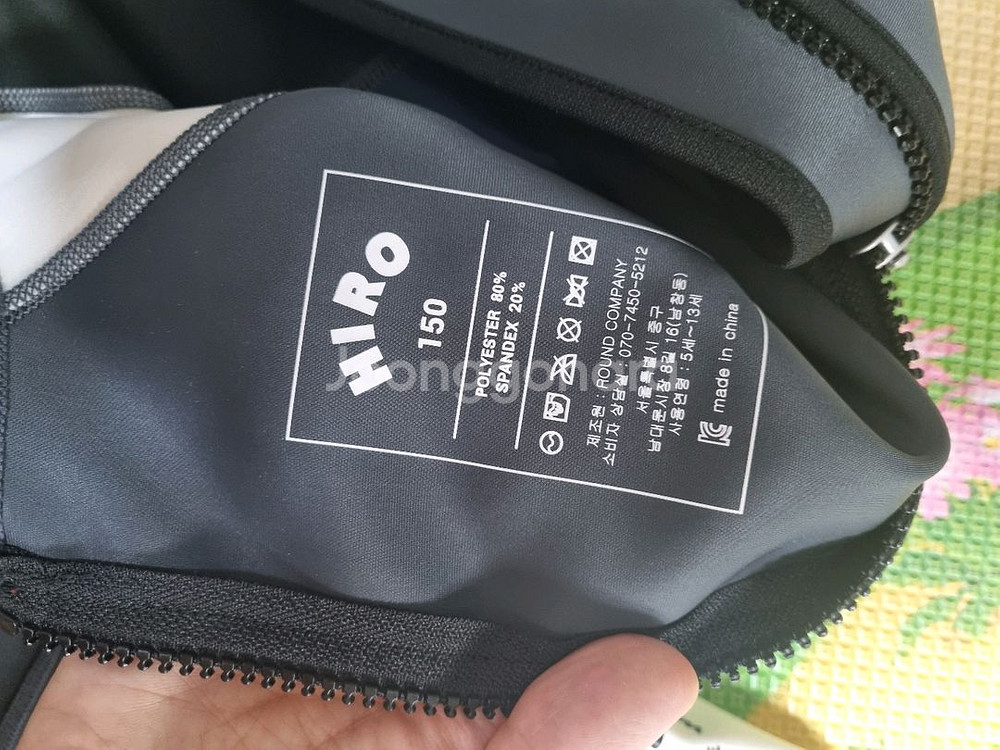 HIRO
150
POLYESTER 80%
SPANDEX 20%
제조원 : ROUND COMPANY
소비자 상담실 070-7450-5212
서울특별시 중구
남대문시장 8길 16(남창동)
사용연령 : 5세~13세
KC made in china